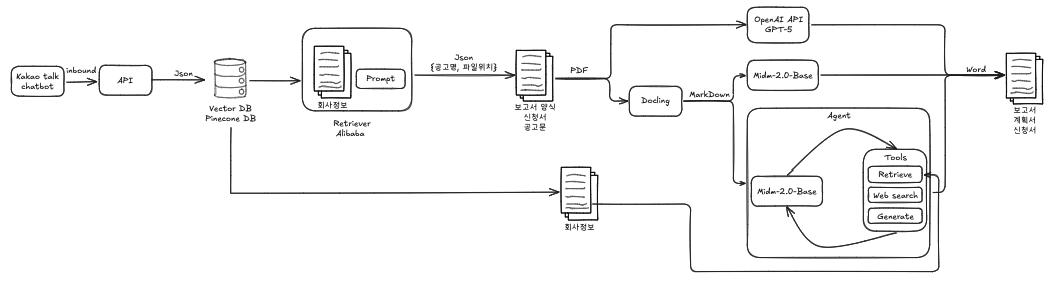 Kakao talk
chatbot
inbound
API
Json
Vector DB
Pinecone DB
회사정보
Prompt
Retriever
Alibaba
Json
{공고명, 파일위치}
보고서 양식
신청서
공고문
PDF
Docling
MarkDown
OpenAI API
GPT-5
Midm-2.0-Base
Agent
Midm-2.0-Base
Tools
Retrieve
Web search
Generate
회사정보
Word
보고서
계획서
신청서